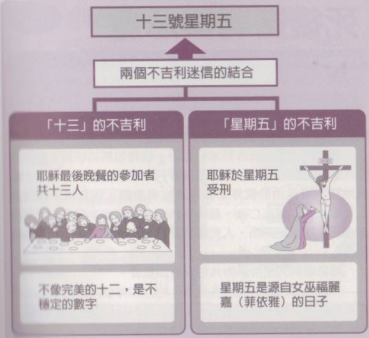 十三號星期五
兩個不吉利迷信的結合
「十三」的不吉利
耶穌最後晚餐的參加者
共十三人
不像完美的十二，是不
穩定的數字
「星期五」的不吉利
耶穌於星期五
受刑
星期五是源自女巫福麗
嘉（菲依雅）的日子